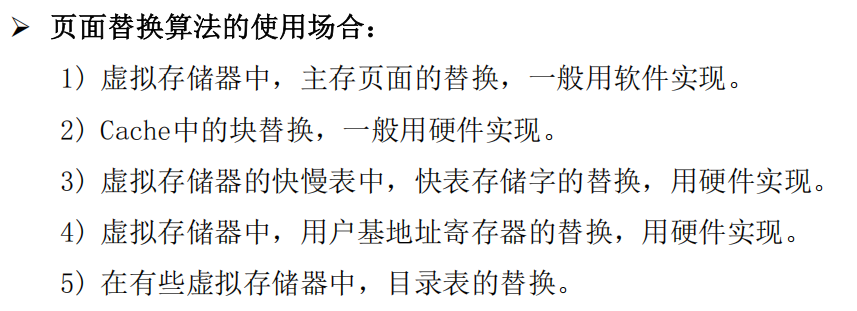 ➢ 页面替换算法的使用场合：
1) 虚拟存储器中，主存页面的替换，一般用软件实现。
2) Cache中的块替换，一般用硬件实现。
3) 虚拟存储器的快慢表中，快表存储字的替换，用硬件实现。
4) 虚拟存储器中，用户基地址寄存器的替换，用硬件实现。
5) 在有些虚拟存储器中，目录表的替换。